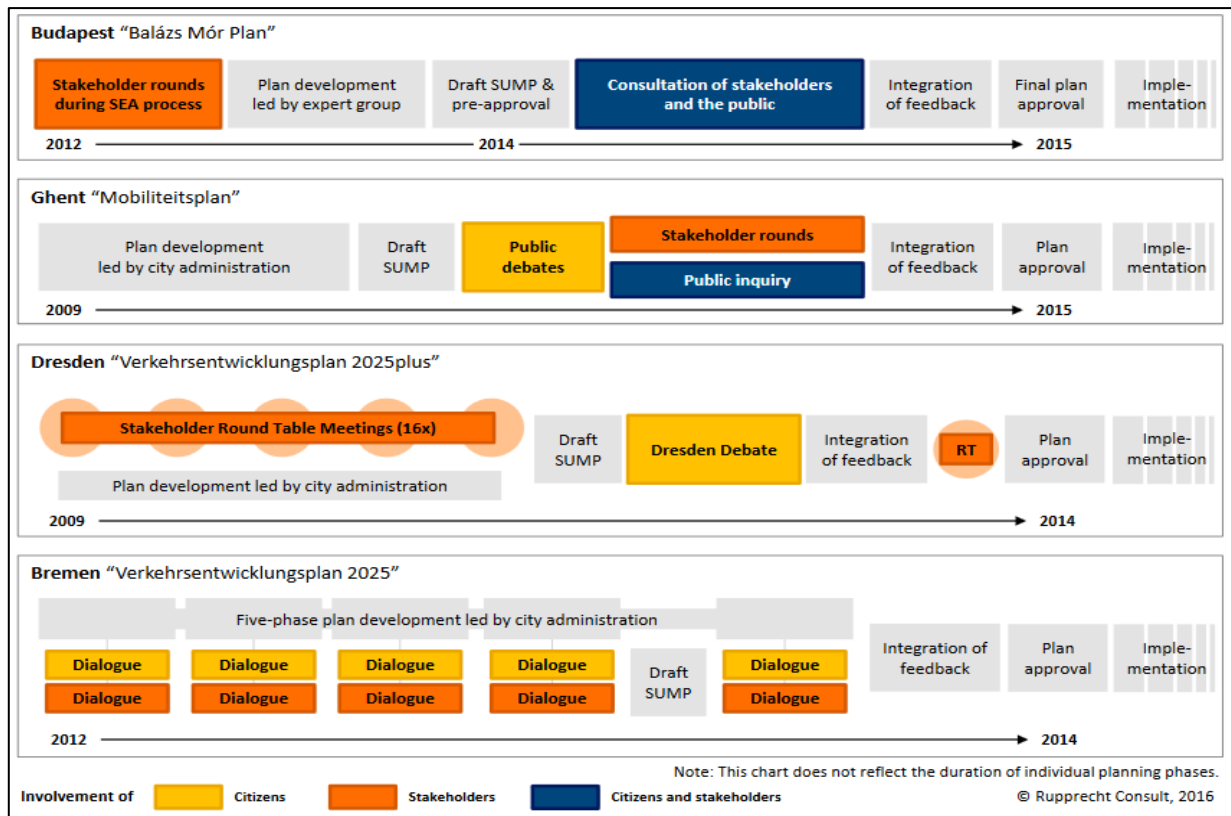 Budapest “Balázs Mór Plan”
Stakeholder rounds
during SEA process
Plan development
led by expert group
Draft SUMP &
pre-approval
Consultation of stakeholders
and the public
Integration
of feedback
Final plan
approval
Imple-
mentation
2012
2014
2015
Ghent “Mobiliteitsplan”
Plan development
led by city administration
Draft
SUMP
Public
debates
Stakeholder rounds
Public inquiry
Integration
of feedback
Plan
approval
Imple-
mentation
2009
2015
Dresden “Verkehrsentwicklungsplan 2025plus”
Stakeholder Round Table Meetings (16x)
Plan development led by city administration
Draft
SUMP
Dresden Debate
Integration
of feedback
RT
Plan
approval
Imple-
mentation
2009
2014
Bremen “Verkehrsentwicklungsplan 2025”
Five-phase plan development led by city administration
Dialogue
Dialogue
Dialogue
Dialogue
Dialogue
Dialogue
Dialogue
Dialogue
Draft
SUMP
Dialogue
Dialogue
Integration of
feedback
Plan
approval
Imple-
mentation
2012
2014
Note: This chart does not reflect the duration of individual planning phases.
Involvement of
Citizens
Stakeholders
Citizens and stakeholders
© Rupprecht Consult, 2016